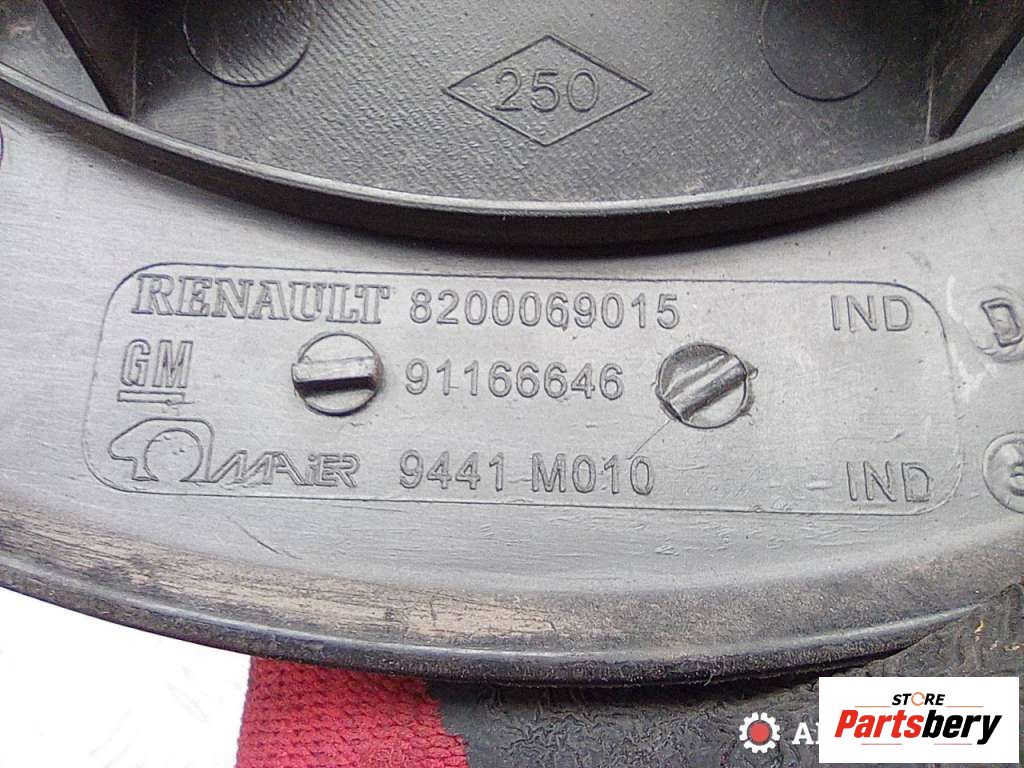 250
RENAULT 8200069015 IND
GM 91166646
MAIER 9441 M010 IND
D
STORE
Partsbery